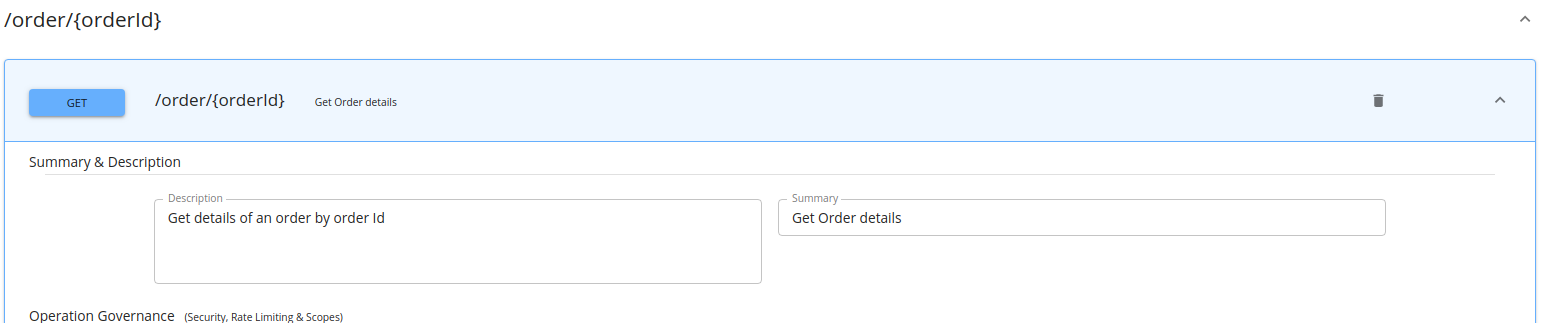 /order/{orderId}
GET /order/{orderId} Get Order details
Summary & Description
Description Summary
Get details of an order by order Id Get Order details
Operation Governance (Security, Rate Limiting & Scopes)